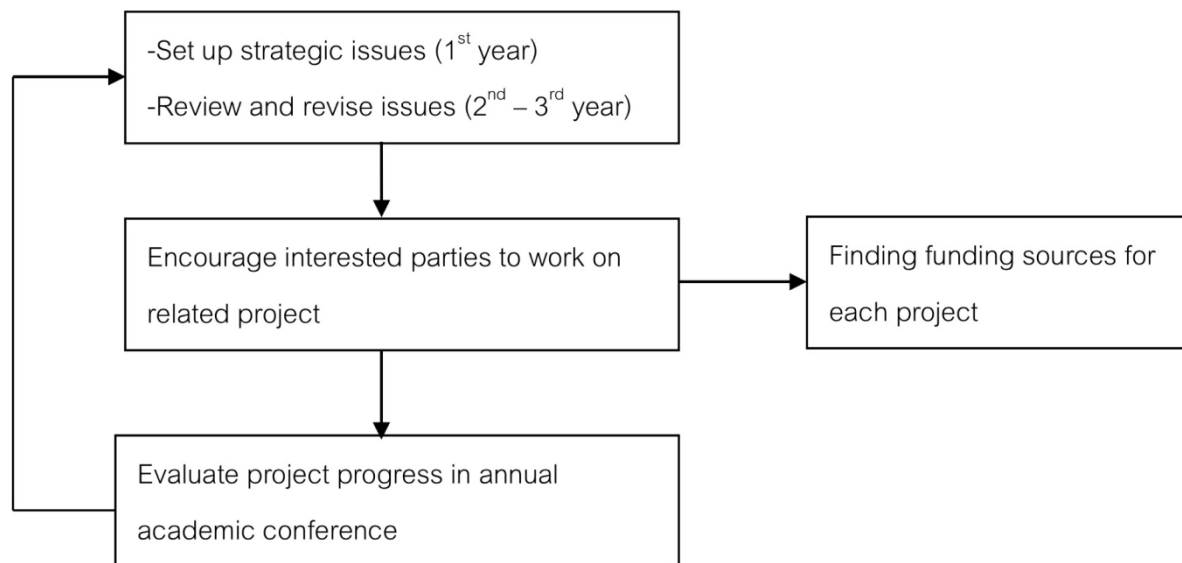 -Set up strategic issues (1st year)
-Review and revise issues (2nd – 3rd year)
Encourage interested parties to work on
related project
Finding funding sources for
each project
Evaluate project progress in annual
academic conference